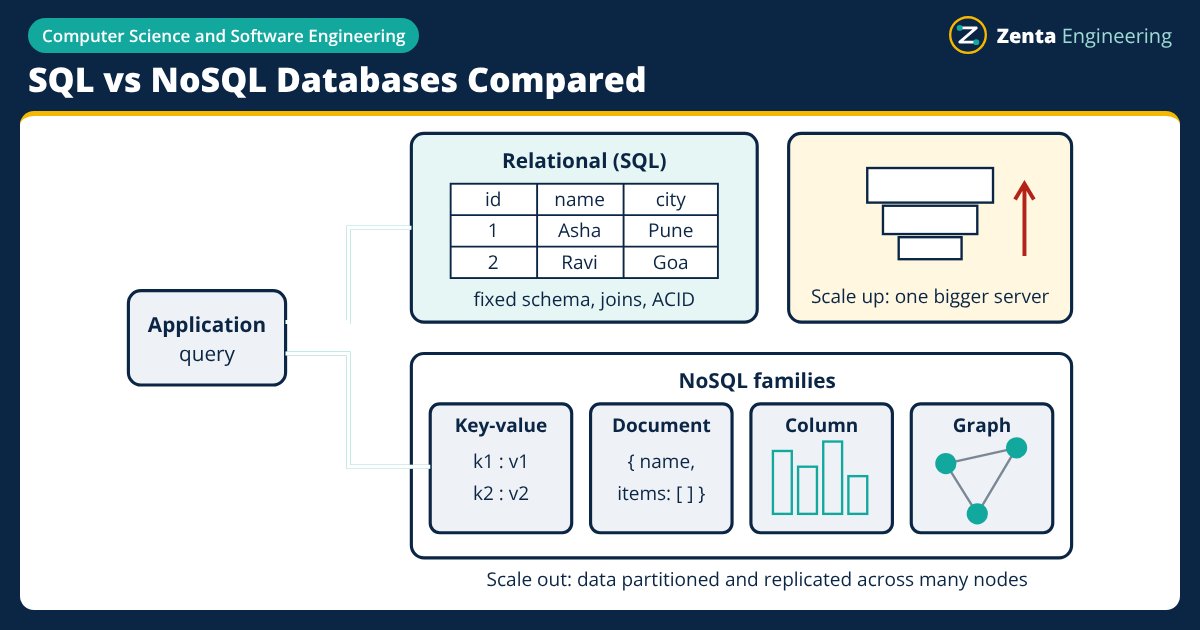 Computer Science and Software Engineering
Zenta Engineering
SQL vs NoSQL Databases Compared
Application
query
Relational (SQL)
id name city
1 Asha Pune
2 Ravi Goa
fixed schema, joins, ACID
Scale up: one bigger server
NoSQL families
Key-value
k1 : v1
k2 : v2
Document
{ name,
items: [ ] }
Column
Graph
Scale out: data partitioned and replicated across many nodes